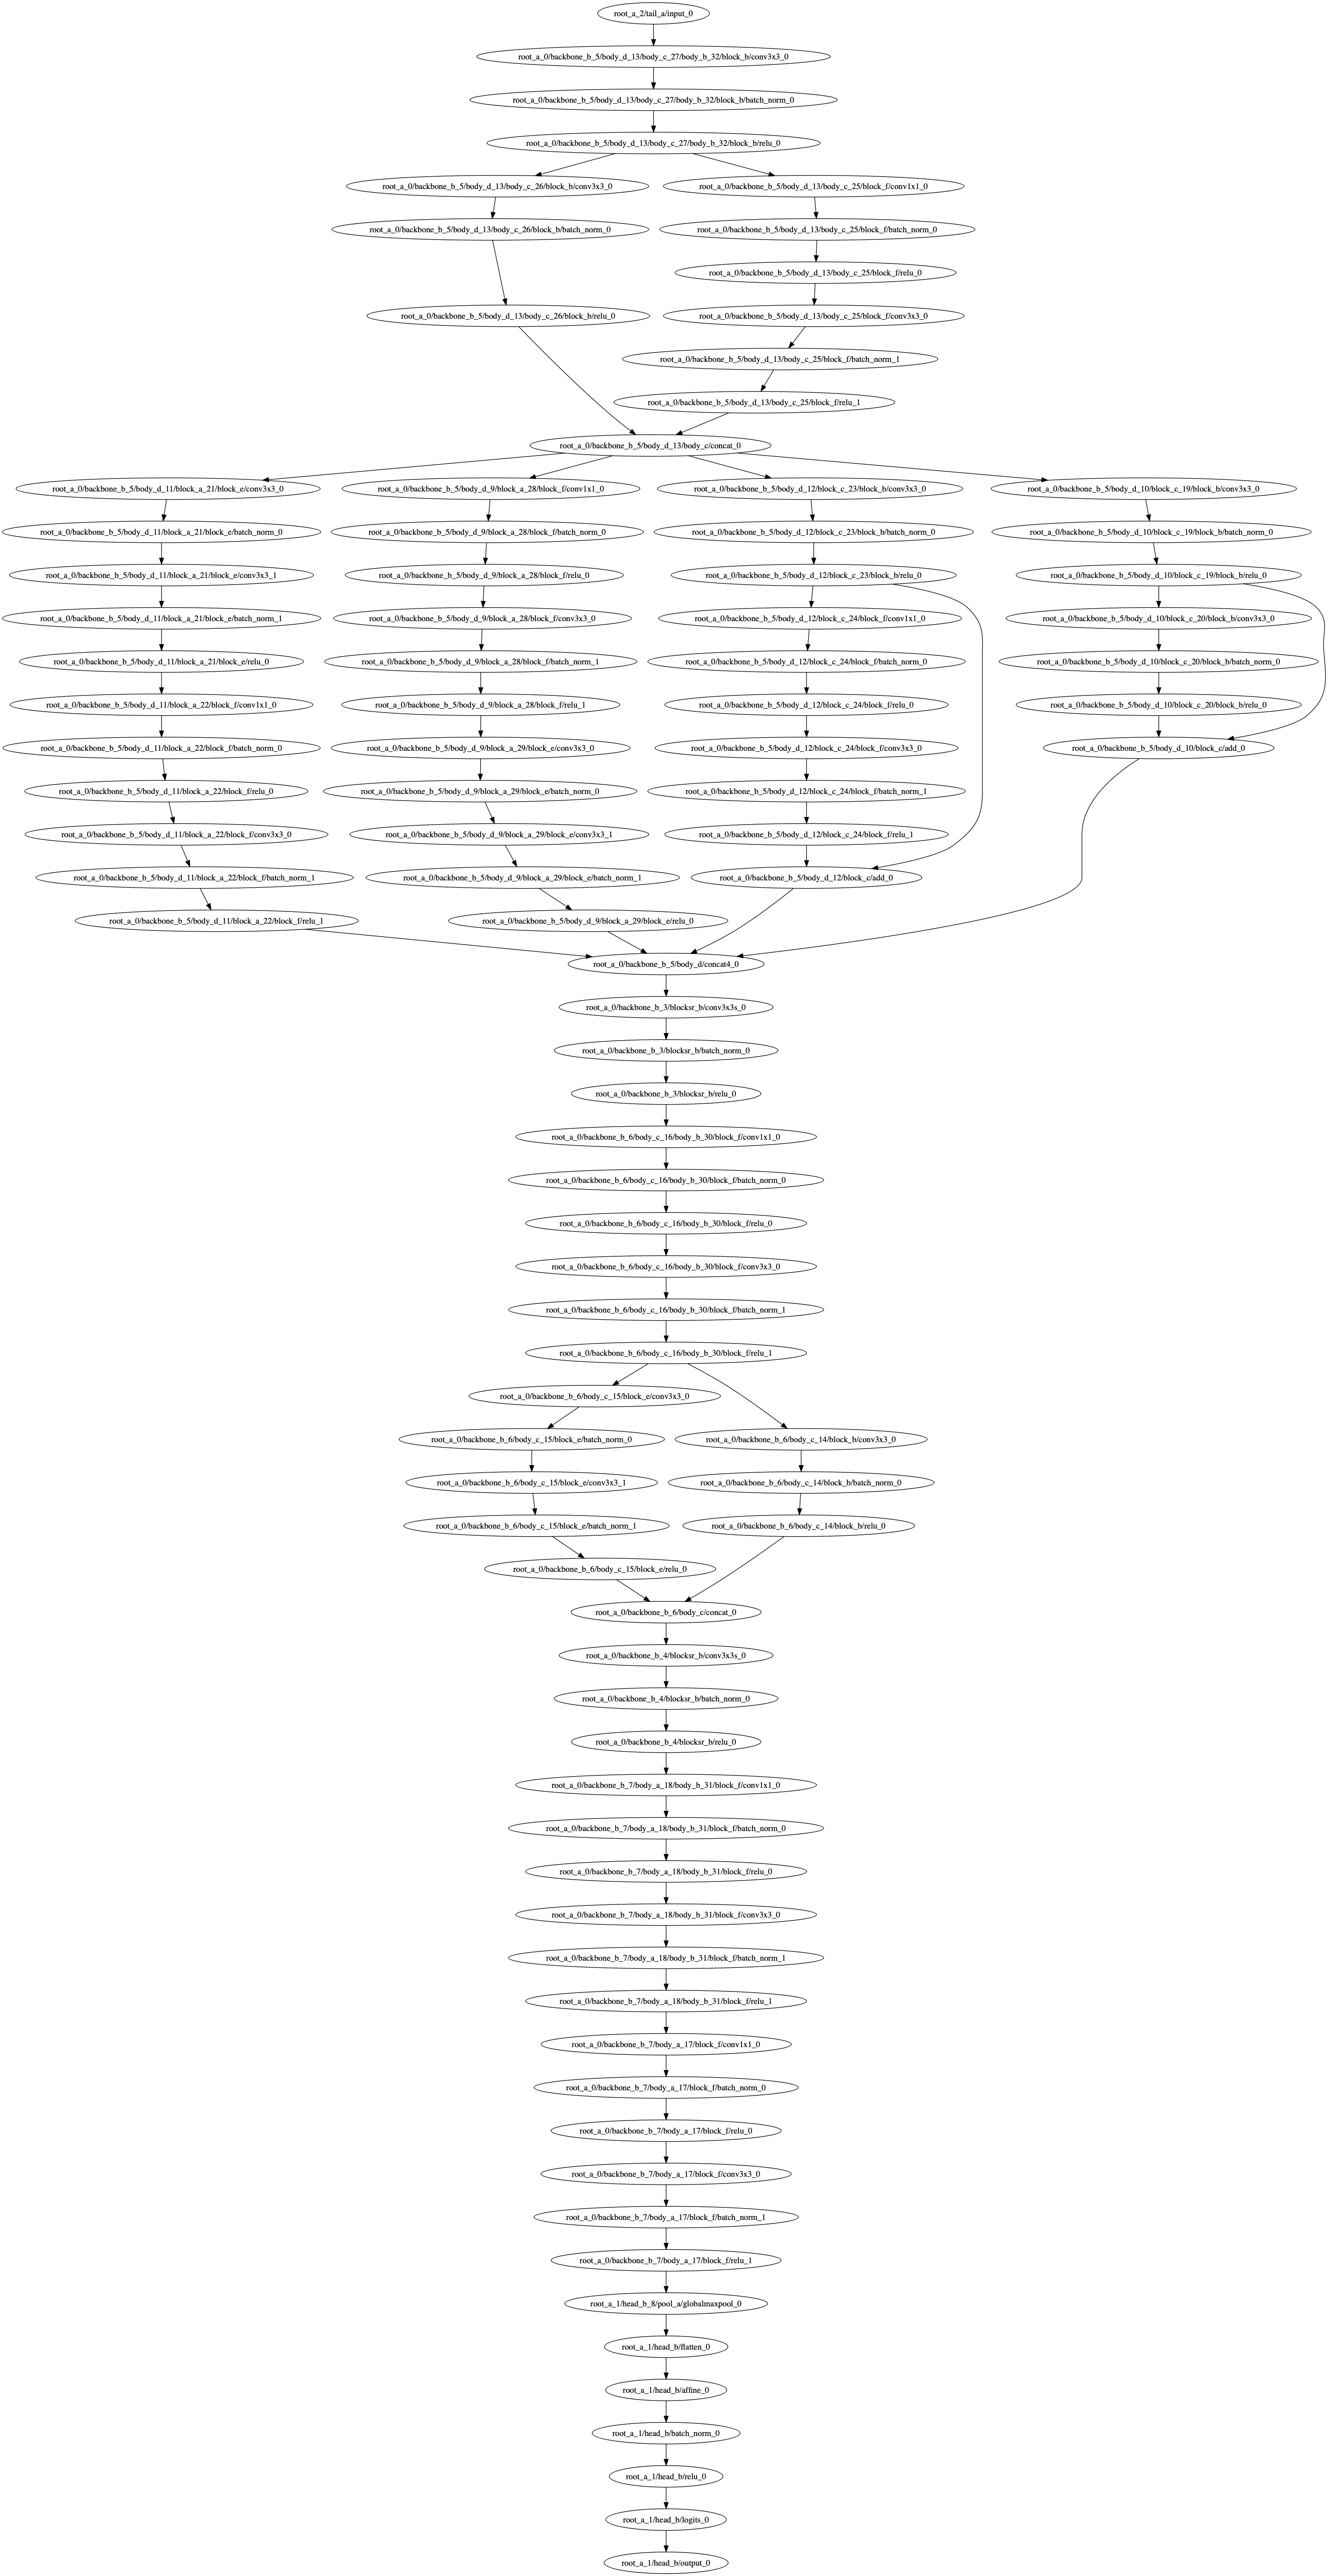 root_a_2/tail_a/input_0
root_a_0/backbone_b_5/body_d_13/body_c_27/body_b_32/block_b/conv3x3_0
root_a_0/backbone_b_5/body_d_13/body_c_27/body_b_32/block_b/batch_norm_0
root_a_0/backbone_b_5/body_d_13/body_c_27/body_b_32/block_b/relu_0
root_a_0/backbone_b_5/body_d_13/body_c_26/block_b/conv3x3_0
root_a_0/backbone_b_5/body_d_13/body_c_25/block_f/conv1x1_0
root_a_0/backbone_b_5/body_d_13/body_c_26/block_b/batch_norm_0
root_a_0/backbone_b_5/body_d_13/body_c_25/block_f/batch_norm_0
root_a_0/backbone_b_5/body_d_13/body_c_25/block_f/relu_0
root_a_0/backbone_b_5/body_d_13/body_c_26/block_b/relu_0
root_a_0/backbone_b_5/body_d_13/body_c_25/block_f/conv3x3_0
root_a_0/backbone_b_5/body_d_13/body_c_25/block_f/batch_norm_1
root_a_0/backbone_b_5/body_d_13/body_c_25/block_f/relu_1
root_a_0/backbone_b_5/body_d_13/body_c/concat_0
root_a_0/backbone_b_5/body_d_11/block_a_21/block_e/conv3x3_0
root_a_0/backbone_b_5/body_d_9/block_a_28/block_f/conv1x1_0
root_a_0/backbone_b_5/body_d_12/block_c_23/block_b/conv3x3_0
root_a_0/backbone_b_5/body_d_10/block_c_19/block_b/conv3x3_0
root_a_0/backbone_b_5/body_d_11/block_a_21/block_e/batch_norm_0
root_a_0/backbone_b_5/body_d_9/block_a_28/block_f/batch_norm_0
root_a_0/backbone_b_5/body_d_12/block_c_23/block_b/batch_norm_0
root_a_0/backbone_b_5/body_d_10/block_c_19/block_b/batch_norm_0
root_a_0/backbone_b_5/body_d_11/block_a_21/block_e/conv3x3_1
root_a_0/backbone_b_5/body_d_9/block_a_28/block_f/relu_0
root_a_0/backbone_b_5/body_d_12/block_c_23/block_b/relu_0
root_a_0/backbone_b_5/body_d_10/block_c_19/block_b/relu_0
root_a_0/backbone_b_5/body_d_11/block_a_21/block_e/batch_norm_1
root_a_0/backbone_b_5/body_d_9/block_a_28/block_f/conv3x3_0
root_a_0/backbone_b_5/body_d_12/block_c_24/block_f/conv1x1_0
root_a_0/backbone_b_5/body_d_10/block_c_20/block_b/conv3x3_0
root_a_0/backbone_b_5/body_d_11/block_a_21/block_e/relu_0
root_a_0/backbone_b_5/body_d_9/block_a_28/block_f/batch_norm_1
root_a_0/backbone_b_5/body_d_12/block_c_24/block_f/batch_norm_0
root_a_0/backbone_b_5/body_d_10/block_c_20/block_b/batch_norm_0
root_a_0/backbone_b_5/body_d_11/block_a_22/block_f/conv1x1_0
root_a_0/backbone_b_5/body_d_9/block_a_28/block_f/relu_1
root_a_0/backbone_b_5/body_d_12/block_c_24/block_f/relu_0
root_a_0/backbone_b_5/body_d_10/block_c_20/block_b/relu_0
root_a_0/backbone_b_5/body_d_11/block_a_22/block_f/batch_norm_0
root_a_0/backbone_b_5/body_d_9/block_a_29/block_e/conv3x3_0
root_a_0/backbone_b_5/body_d_12/block_c_24/block_f/conv3x3_0
root_a_0/backbone_b_5/body_d_10/block_c/add_0
root_a_0/backbone_b_5/body_d_11/block_a_22/block_f/relu_0
root_a_0/backbone_b_5/body_d_9/block_a_29/block_e/batch_norm_0
root_a_0/backbone_b_5/body_d_12/block_c_24/block_f/batch_norm_1
root_a_0/backbone_b_5/body_d_11/block_a_22/block_f/conv3x3_0
root_a_0/backbone_b_5/body_d_9/block_a_29/block_e/conv3x3_1
root_a_0/backbone_b_5/body_d_12/block_c_24/block_f/relu_1
root_a_0/backbone_b_5/body_d_11/block_a_22/block_f/batch_norm_1
root_a_0/backbone_b_5/body_d_9/block_a_29/block_e/batch_norm_1
root_a_0/backbone_b_5/body_d_12/block_c/add_0
root_a_0/backbone_b_5/body_d_11/block_a_22/block_f/relu_1
root_a_0/backbone_b_5/body_d_9/block_a_29/block_e/relu_0
root_a_0/backbone_b_5/body_d/concat4_0
root_a_0/backbone_b_3/blocksr_b/conv3x3s_0
root_a_0/backbone_b_3/blocksr_b/batch_norm_0
root_a_0/backbone_b_3/blocksr_b/relu_0
root_a_0/backbone_b_6/body_c_16/body_b_30/block_f/conv1x1_0
root_a_0/backbone_b_6/body_c_16/body_b_30/block_f/batch_norm_0
root_a_0/backbone_b_6/body_c_16/body_b_30/block_f/relu_0
root_a_0/backbone_b_6/body_c_16/body_b_30/block_f/conv3x3_0
root_a_0/backbone_b_6/body_c_16/body_b_30/block_f/batch_norm_1
root_a_0/backbone_b_6/body_c_16/body_b_30/block_f/relu_1
root_a_0/backbone_b_6/body_c_15/block_e/conv3x3_0
root_a_0/backbone_b_6/body_c_15/block_e/batch_norm_0
root_a_0/backbone_b_6/body_c_14/block_b/conv3x3_0
root_a_0/backbone_b_6/body_c_15/block_e/conv3x3_1
root_a_0/backbone_b_6/body_c_14/block_b/batch_norm_0
root_a_0/backbone_b_6/body_c_15/block_e/batch_norm_1
root_a_0/backbone_b_6/body_c_14/block_b/relu_0
root_a_0/backbone_b_6/body_c_15/block_e/relu_0
root_a_0/backbone_b_6/body_c/concat_0
root_a_0/backbone_b_4/blocksr_b/conv3x3s_0
root_a_0/backbone_b_4/blocksr_b/batch_norm_0
root_a_0/backbone_b_4/blocksr_b/relu_0
root_a_0/backbone_b_7/body_a_18/body_b_31/block_f/conv1x1_0
root_a_0/backbone_b_7/body_a_18/body_b_31/block_f/batch_norm_0
root_a_0/backbone_b_7/body_a_18/body_b_31/block_f/relu_0
root_a_0/backbone_b_7/body_a_18/body_b_31/block_f/conv3x3_0
root_a_0/backbone_b_7/body_a_18/body_b_31/block_f/batch_norm_1
root_a_0/backbone_b_7/body_a_18/body_b_31/block_f/relu_1
root_a_0/backbone_b_7/body_a_17/block_f/conv1x1_0
root_a_0/backbone_b_7/body_a_17/block_f/batch_norm_0
root_a_0/backbone_b_7/body_a_17/block_f/relu_0
root_a_0/backbone_b_7/body_a_17/block_f/conv3x3_0
root_a_0/backbone_b_7/body_a_17/block_f/batch_norm_1
root_a_0/backbone_b_7/body_a_17/block_f/relu_1
root_a_1/head_b_8/pool_a/globalmaxpool_0
root_a_1/head_b/flatten_0
root_a_1/head_b/affine_0
root_a_1/head_b/batch_norm_0
root_a_1/head_b/relu_0
root_a_1/head_b/logits_0
root_a_1/head_b/output_0